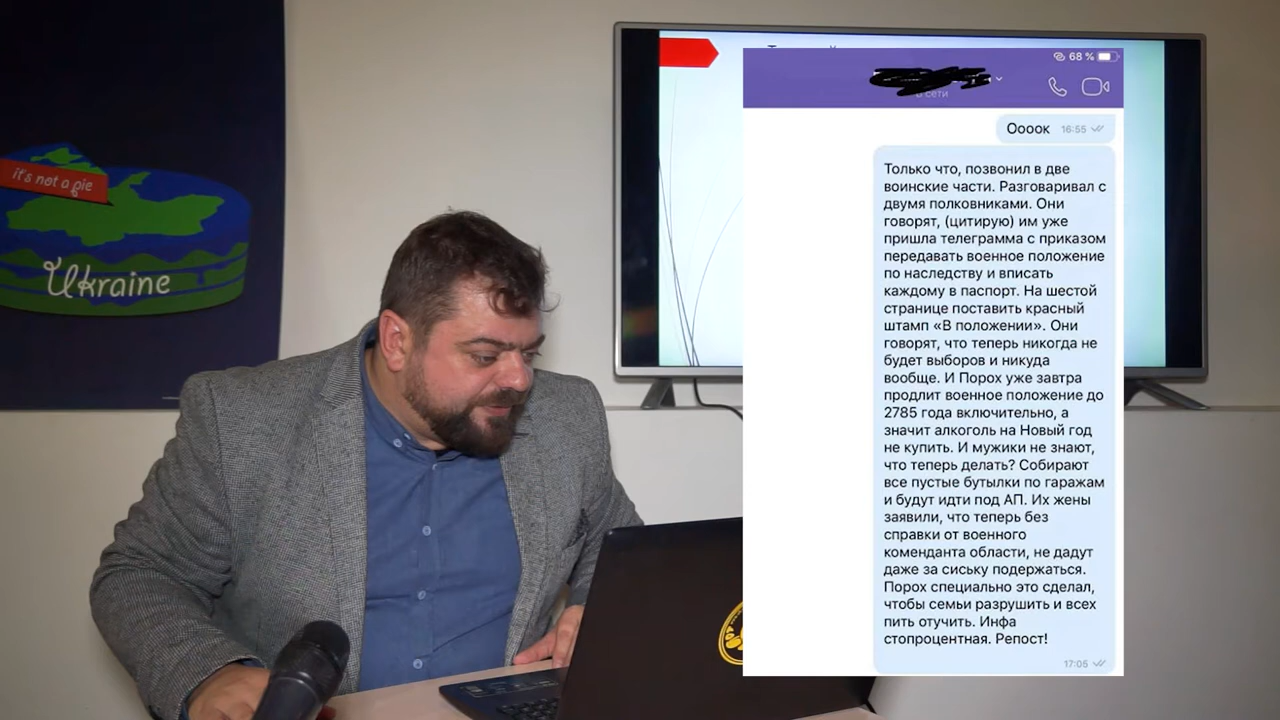 it's not a pie
Ukraine
68 %
В сети
Оооок
16:55
Только что, позвонил в две
воинские части. Разговаривал с
двумя полковниками. Они
говорят, (цитирую) им уже
пришла телеграмма с приказом
передавать военное положение
по наследству и вписать
каждому в паспорт. На шестой
странице поставить красный
штамп «В положении». Они
говорят, что теперь никогда не
будет выборов и никуда
вообще. И Порох уже завтра
продлит военное положение до
2785 года включительно, а
значит алкоголь на Новый год
не купить. И мужики не знают,
что теперь делать? Собирают
все пустые бутылки по гаражам
и будут идти под АП. Их жены
заявили, что теперь без
справки от военного
коменданта области, не дадут
даже за сиську подержаться.
Порох специально это сделал,
чтобы семьи разрушить и всех
пить отучить. Инфа
стопроцентная. Репост!
17:05